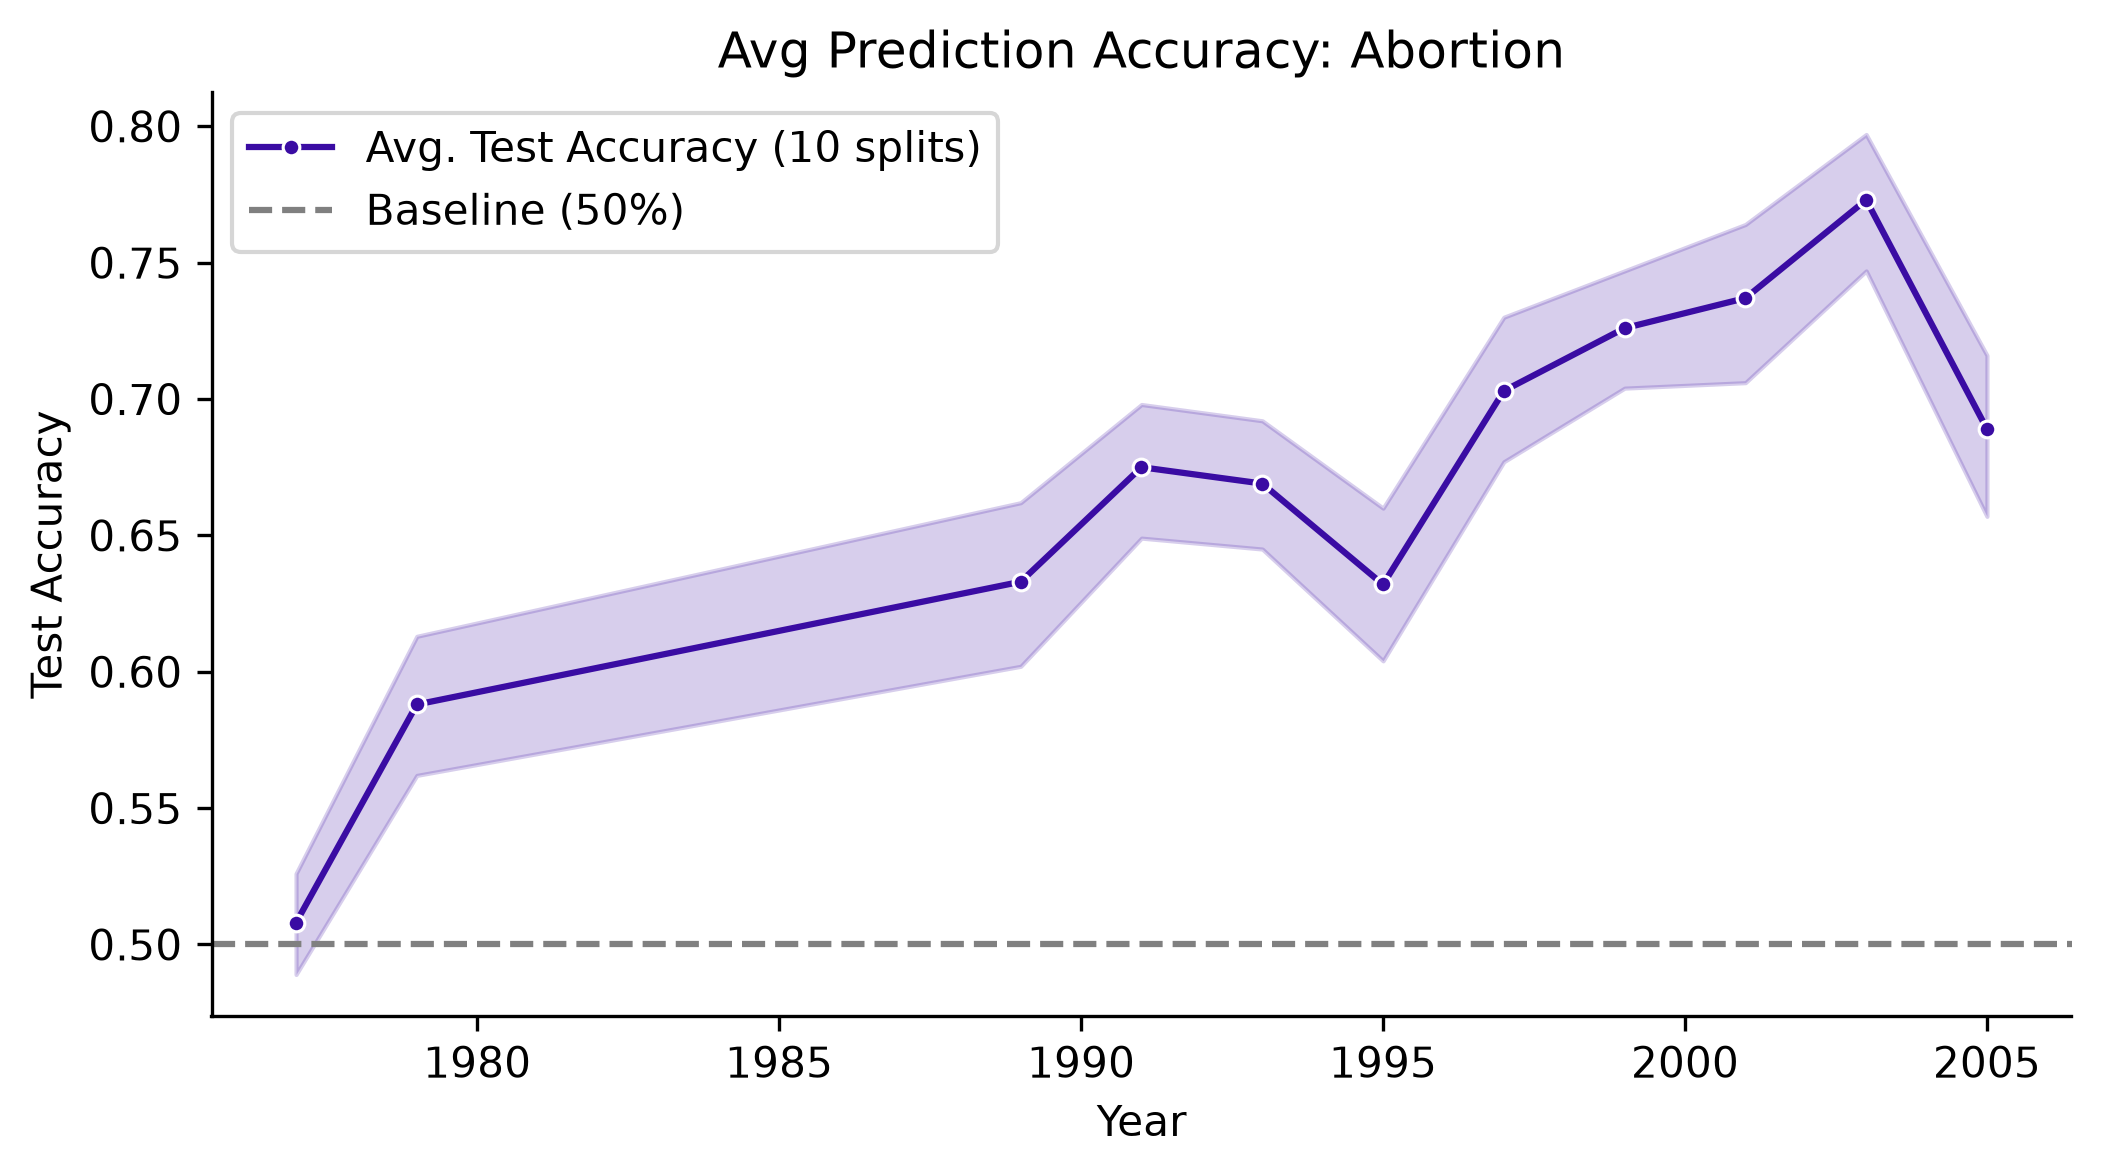 Avg Prediction Accuracy: Abortion
Avg. Test Accuracy (10 splits)
Baseline (50%)
Test Accuracy
0.80
0.75
0.70
0.65
0.60
0.55
0.50
1980
1985
1990
1995
2000
2005
Year